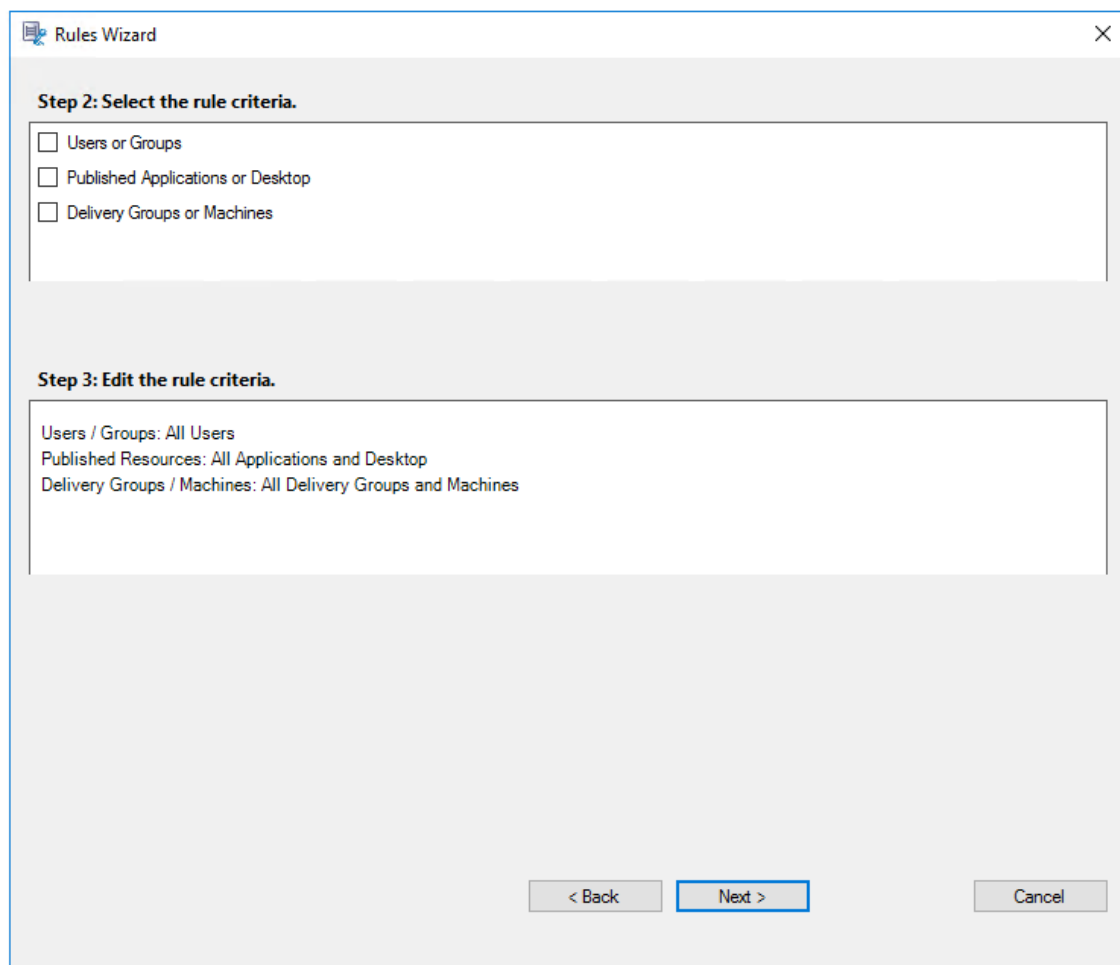 Rules Wizard
Step 2: Select the rule criteria.
Users or Groups
Published Applications or Desktop
Delivery Groups or Machines
Step 3: Edit the rule criteria.
Users / Groups: All Users
Published Resources: All Applications and Desktop
Delivery Groups / Machines: All Delivery Groups and Machines
< Back Next > Cancel